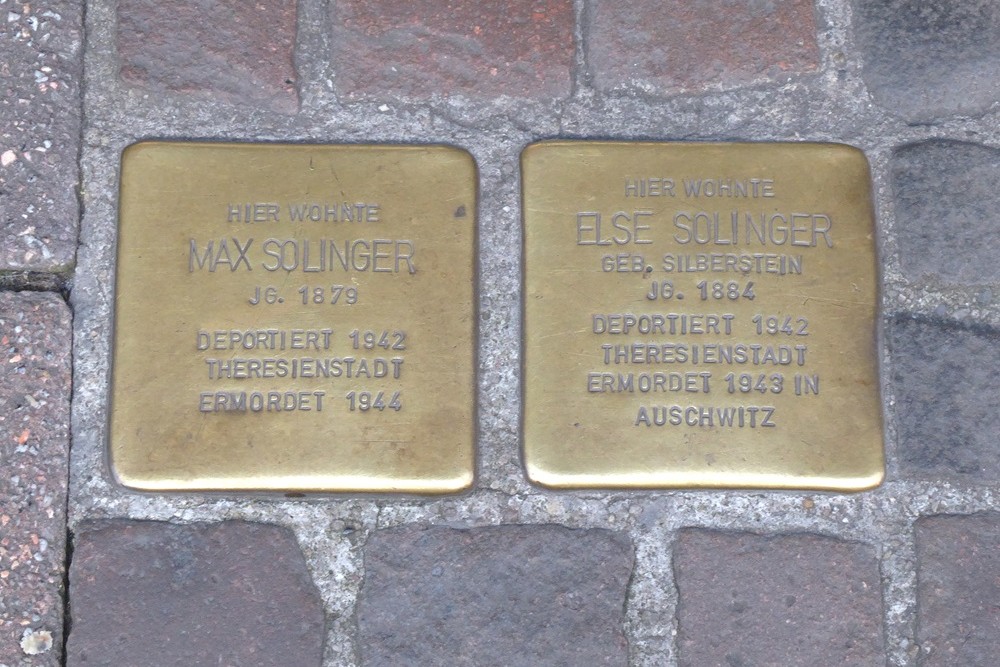 HIER WOHNTE
MAX SOLINGER
JG. 1879
DEPORTIERT 1942
THERESIENSTADT
ERMORDET 1944
HIER WOHNTE
ELSE SOLINGER
GEB. SILBERSTEIN
JG. 1884
DEPORTIERT 1942
THERESIENSTADT
ERMORDET 1943 IN
AUSCHWITZ